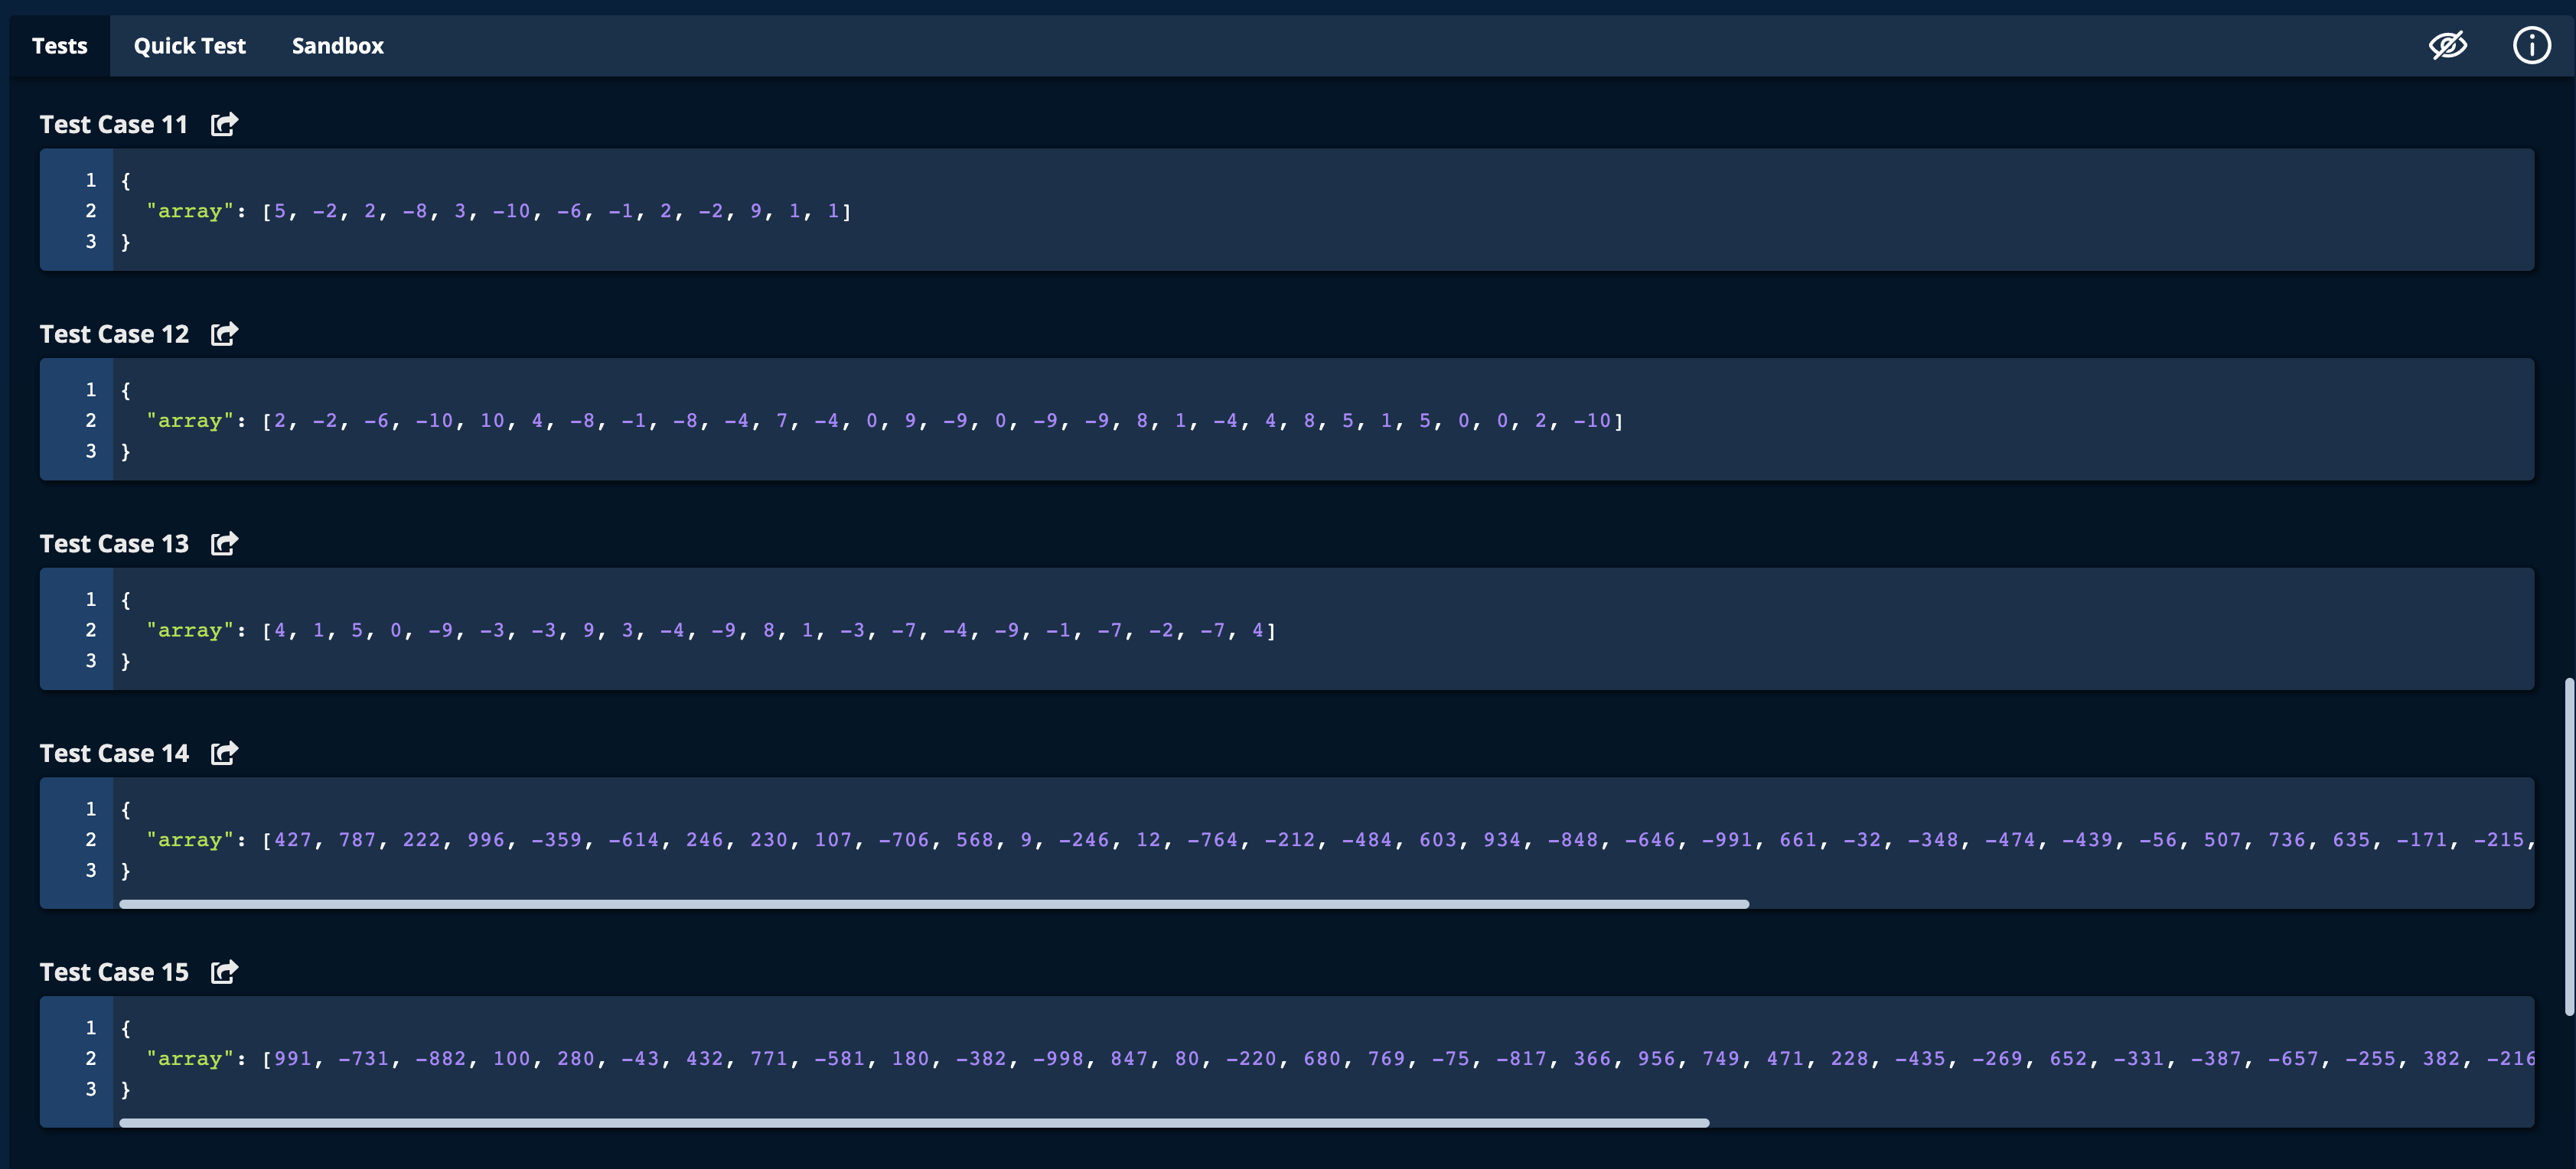 Tests Quick Test Sandbox
Test Case 11
1 {
2 "array": [5, -2, 2, -8, 3, -10, -6, -1, 2, -2, 9, 1, 1]
3 }
Test Case 12
1 {
2 "array": [2, -2, -6, -10, 10, 4, -8, -1, -8, -4, 7, -4, 0, 9, -9, 0, -9, -9, 8, 1, -4, 4, 8, 5, 1, 5, 0, 0, 2, -10]
3 }
Test Case 13
1 {
2 "array": [4, 1, 5, 0, -9, -3, -3, 9, 3, -4, -9, 8, 1, -3, -7, -4, -9, -1, -7, -2, -7, 4]
3 }
Test Case 14
1 {
2 "array": [427, 787, 222, 996, -359, -614, 246, 230, 107, -706, 568, 9, -246, 12, -764, -212, -484, 603, 934, -848, -646, -991, 661, -32, -348, -474, -439, -56, 507, 736, 635, -171, -215,
3 }
Test Case 15
1 {
2 "array": [991, -731, -882, 100, 280, -43, 432, 771, -581, 180, -382, -998, 847, 80, -220, 680, 769, -75, -817, 366, 956, 749, 471, 228, -435, -269, 652, -331, -387, -657, -255, 382, -216
3 }